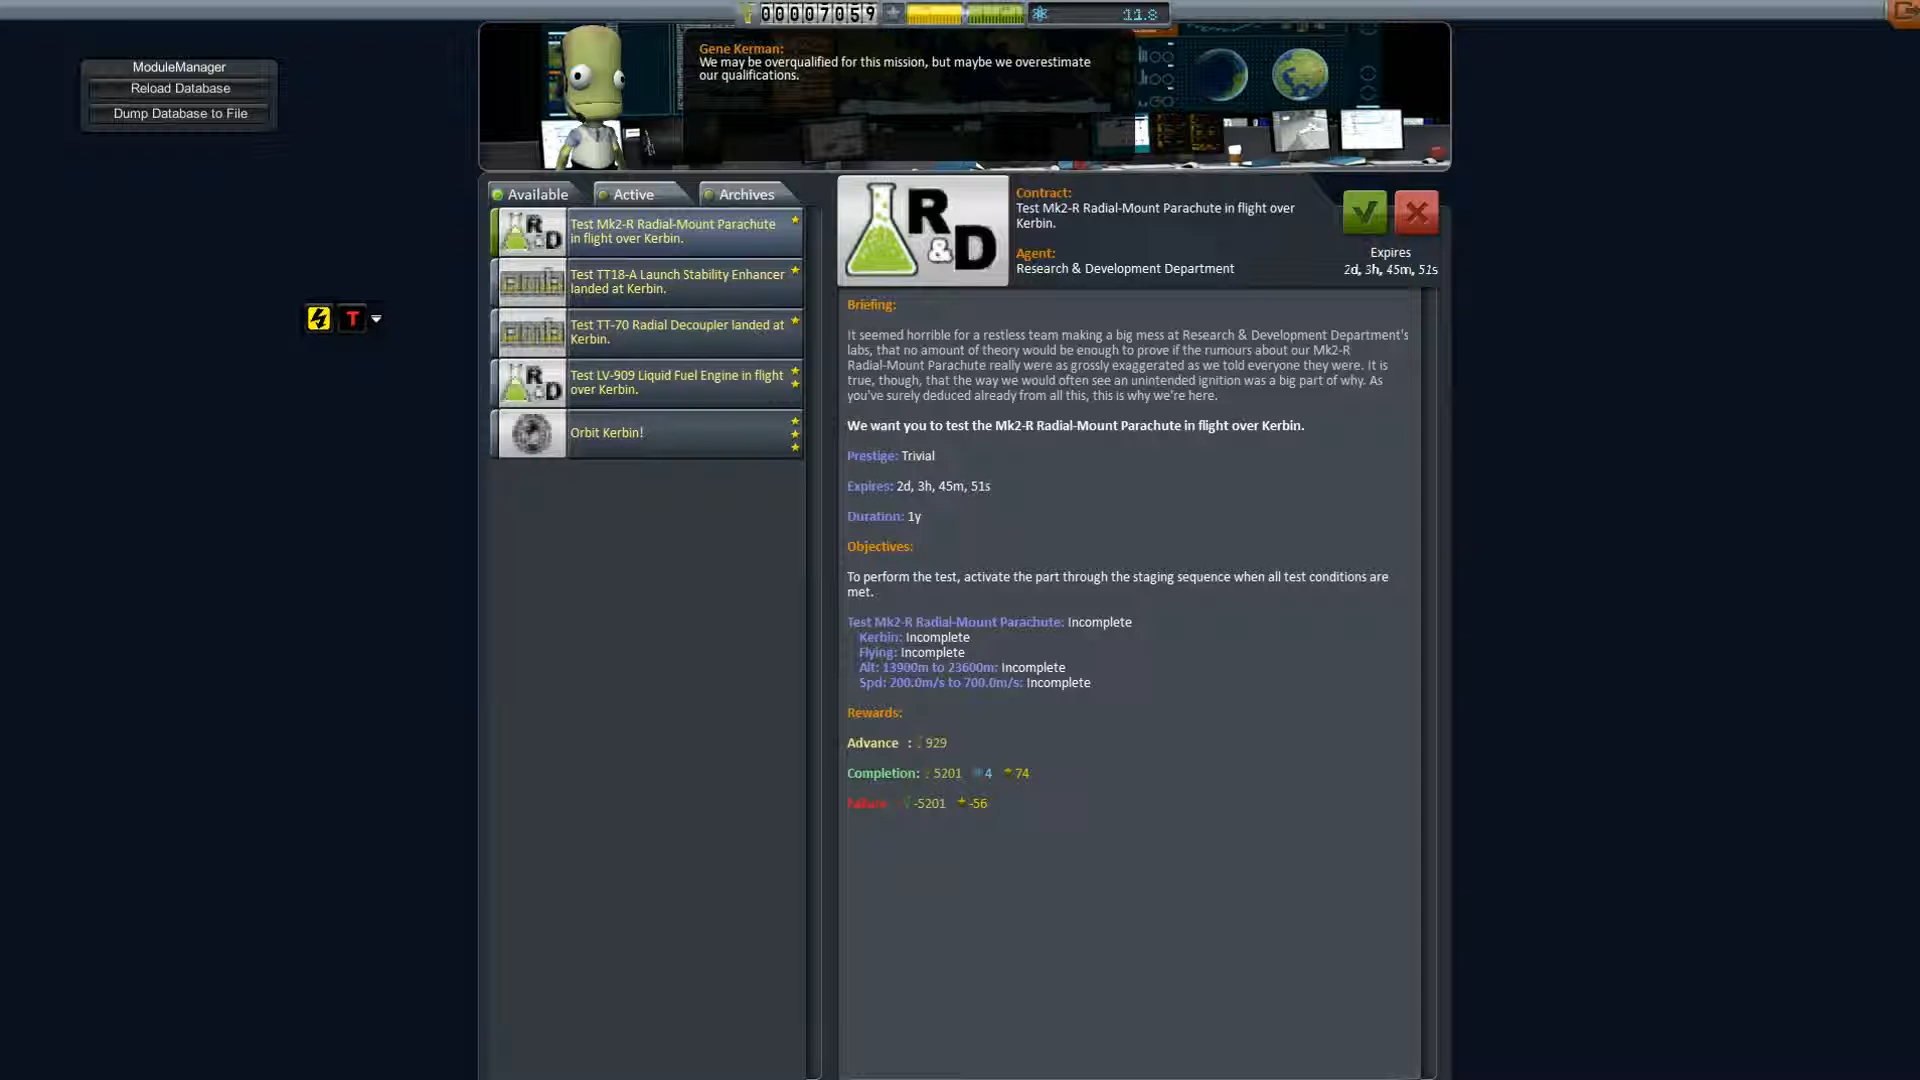 00007059
11.8
ModuleManager
Reload Database
Dump Database to File
Gene Kerman:
We may be overqualified for this mission, but maybe we overestimate
our qualifications.
T
Available
Active
Archives
R&D
Test Mk2-R Radial-Mount Parachute
in flight over Kerbin.
Test TT18-A Launch Stability Enhancer
landed at Kerbin.
Test TT-70 Radial Decoupler landed at
Kerbin.
R&D
Test LV-909 Liquid Fuel Engine in flight
over Kerbin.
Orbit Kerbin!
R&D
Contract:
Test Mk2-R Radial-Mount Parachute in flight over
Kerbin.
Agent:
Research & Development Department
Expires
2d, 3h, 45m, 51s
Briefing:
It seemed horrible for a restless team making a big mess at Research & Development Department's
labs, that no amount of theory would be enough to prove if the rumours about our Mk2-R
Radial-Mount Parachute really were as grossly exaggerated as we told everyone they were. It is
true, though, that the way we would often see an unintended ignition was a big part of why. As
you've surely deduced already from all this, this is why we're here.
We want you to test the Mk2-R Radial-Mount Parachute in flight over Kerbin.
Prestige: Trivial
Expires: 2d, 3h, 45m, 51s
Duration: 1y
Objectives:
To perform the test, activate the part through the staging sequence when all test conditions are
met.
Test Mk2-R Radial-Mount Parachute: Incomplete
Kerbin: Incomplete
Flying: Incomplete
Alt: 13900m to 23600m: Incomplete
Spd: 200.0m/s to 700.0m/s: Incomplete
Rewards:
Advance : 929
Completion: 5201 4 74
Failure: -5201 -56